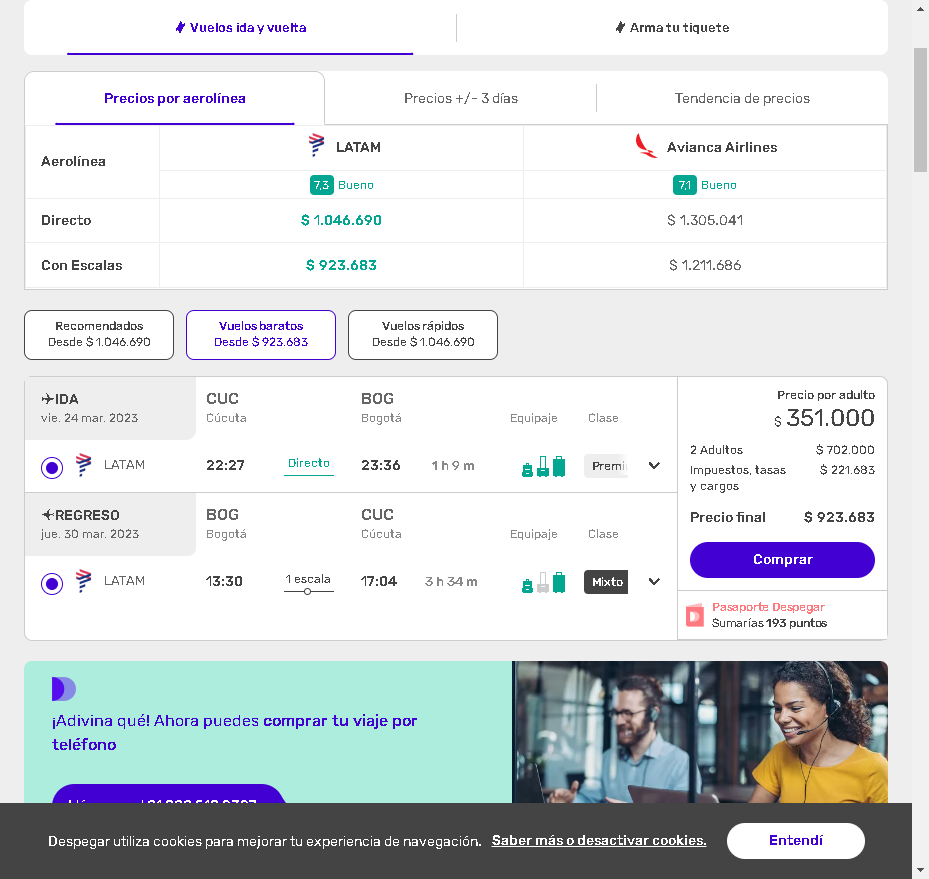 Vuelos ida y vuelta
Arma tu tiquete
Precios por aerolínea
Precios +/- 3 días
Tendencia de precios
Aerolínea
LATAM
Avianca Airlines
7,3 Bueno
7,1 Bueno
Directo
$ 1.046.690
$ 1.305.041
Con Escalas
$ 923.683
$ 1.211.686
Recomendados
Desde $ 1.046.690
Vuelos baratos
Desde $ 923.683
Vuelos rápidos
Desde $ 1.046.690
IDA
vie. 24 mar. 2023
CUC
Cúcuta
BOG
Bogotá
Equipaje
Clase
LATAM
22:27
Directo
23:36
1 h 9 m
Premi
REGRESO
jue. 30 mar. 2023
BOG
Bogotá
CUC
Cúcuta
Equipaje
Clase
LATAM
13:30
1 escala
17:04
3 h 34 m
Mixto
Precio por adulto
$ 351.000
2 Adultos
$ 702.000
Impuestos, tasas
y cargos
$ 221.683
Precio final
$ 923.683
Comprar
Pasaporte Despegar
Sumarías 193 puntos
¡Adivina qué! Ahora puedes comprar tu viaje por
teléfono
Despegar utiliza cookies para mejorar tu experiencia de navegación.
Saber más o desactivar cookies.
Entendí